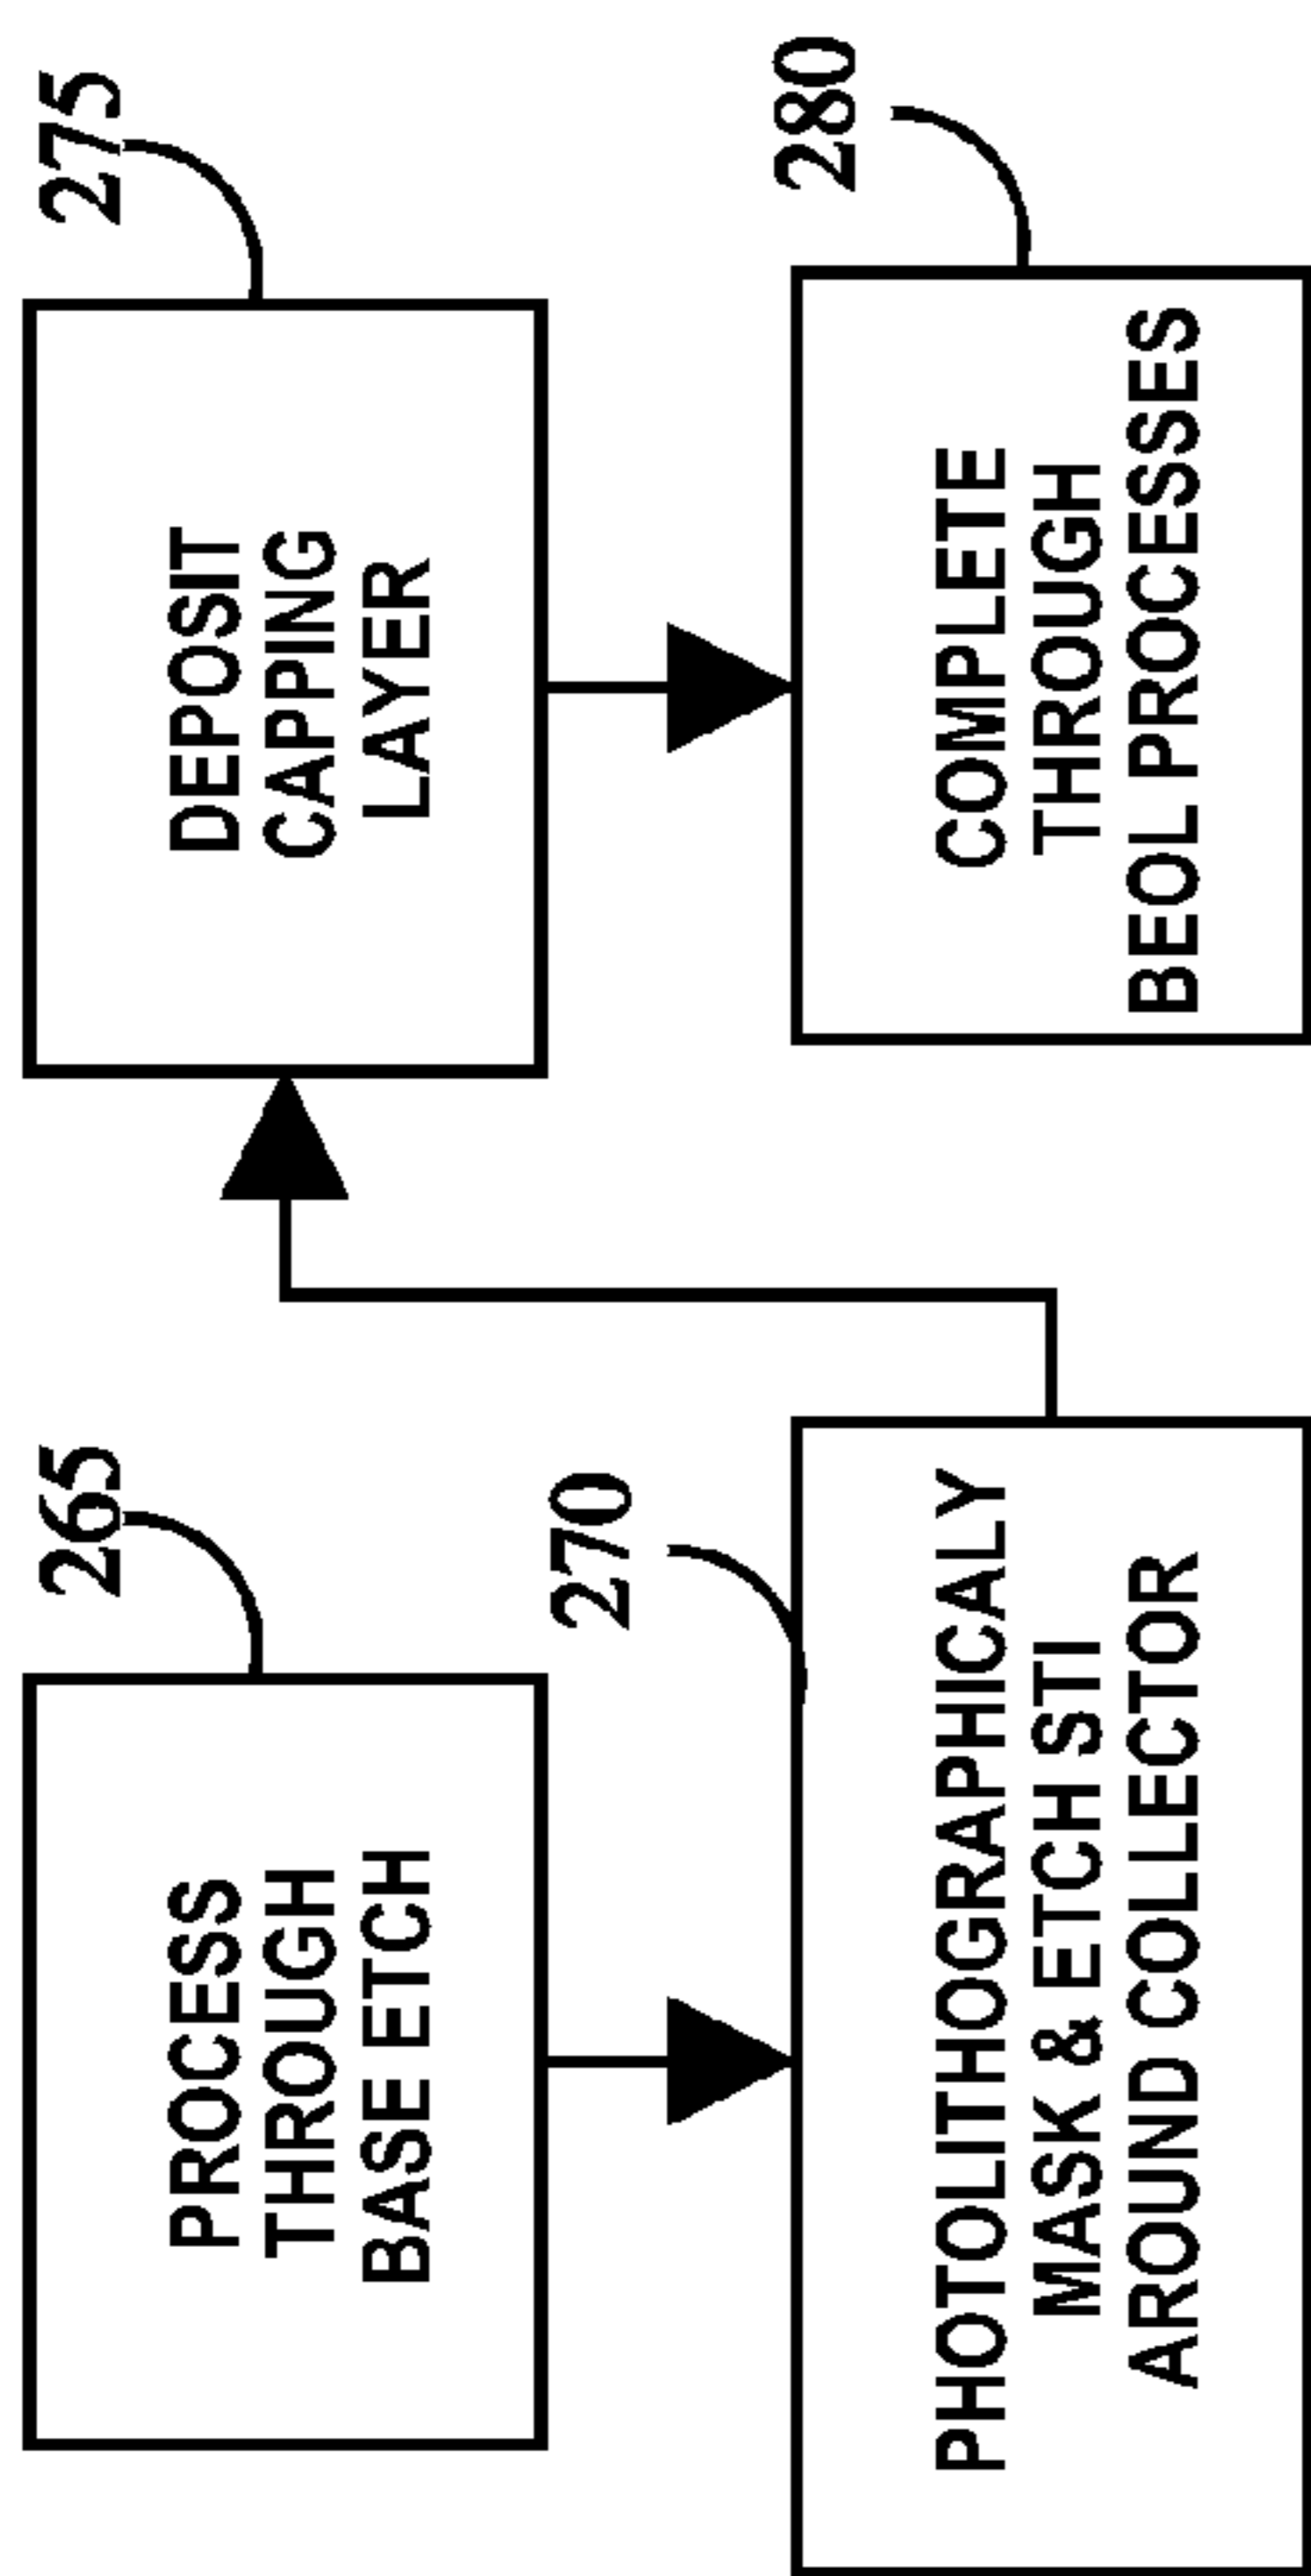 265
PROCESS
THROUGH
BASE ETCH
270
PHOTOLITHOGRAPHICALY
MASK & ETCH STI
AROUND COLLECTOR
275
DEPOSIT
CAPPING
LAYER
280
COMPLETE
THROUGH
BEOL PROCESSES